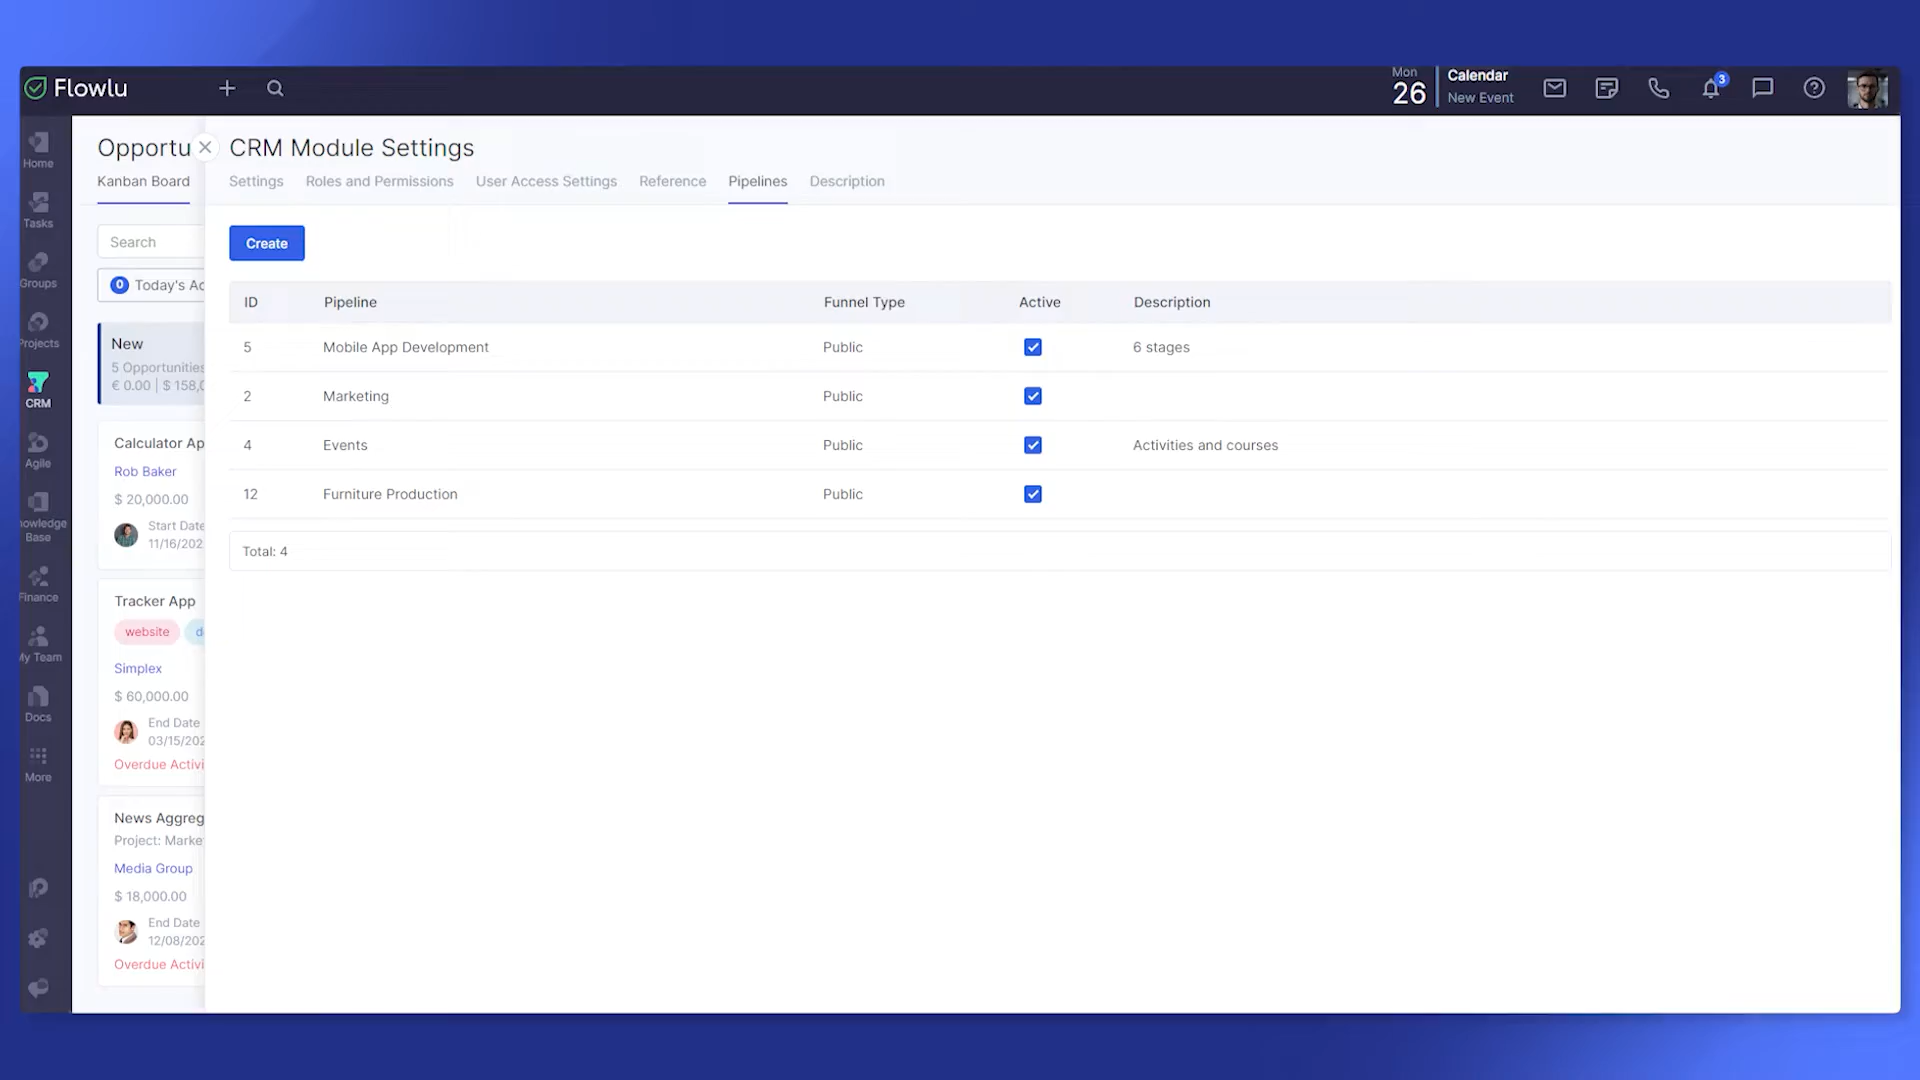 Flowlu
Mon
26
Calendar
New Event
3
Home
Tasks
Groups
Projects
CRM
Agile
nowledge
Base
Finance
My Team
Docs
More
Opportu
Kanban Board
Search
0 Today's Ac
New
5 Opportunities
€ 0.00 | $ 158,0
Calculator Ap
Rob Baker
$ 20,000.00
Start Date
11/16/202
Tracker App
website d
Simplex
$ 60,000.00
End Date
03/15/202
Overdue Activi
News Aggreg
Project: Marke
Media Group
$ 18,000.00
End Date
12/08/202
Overdue Activi
CRM Module Settings
Settings Roles and Permissions User Access Settings Reference Pipelines Description
Create
ID Pipeline Funnel Type Active Description
5 Mobile App Development Public 6 stages
2 Marketing Public
4 Events Public Activities and courses
12 Furniture Production Public
Total: 4